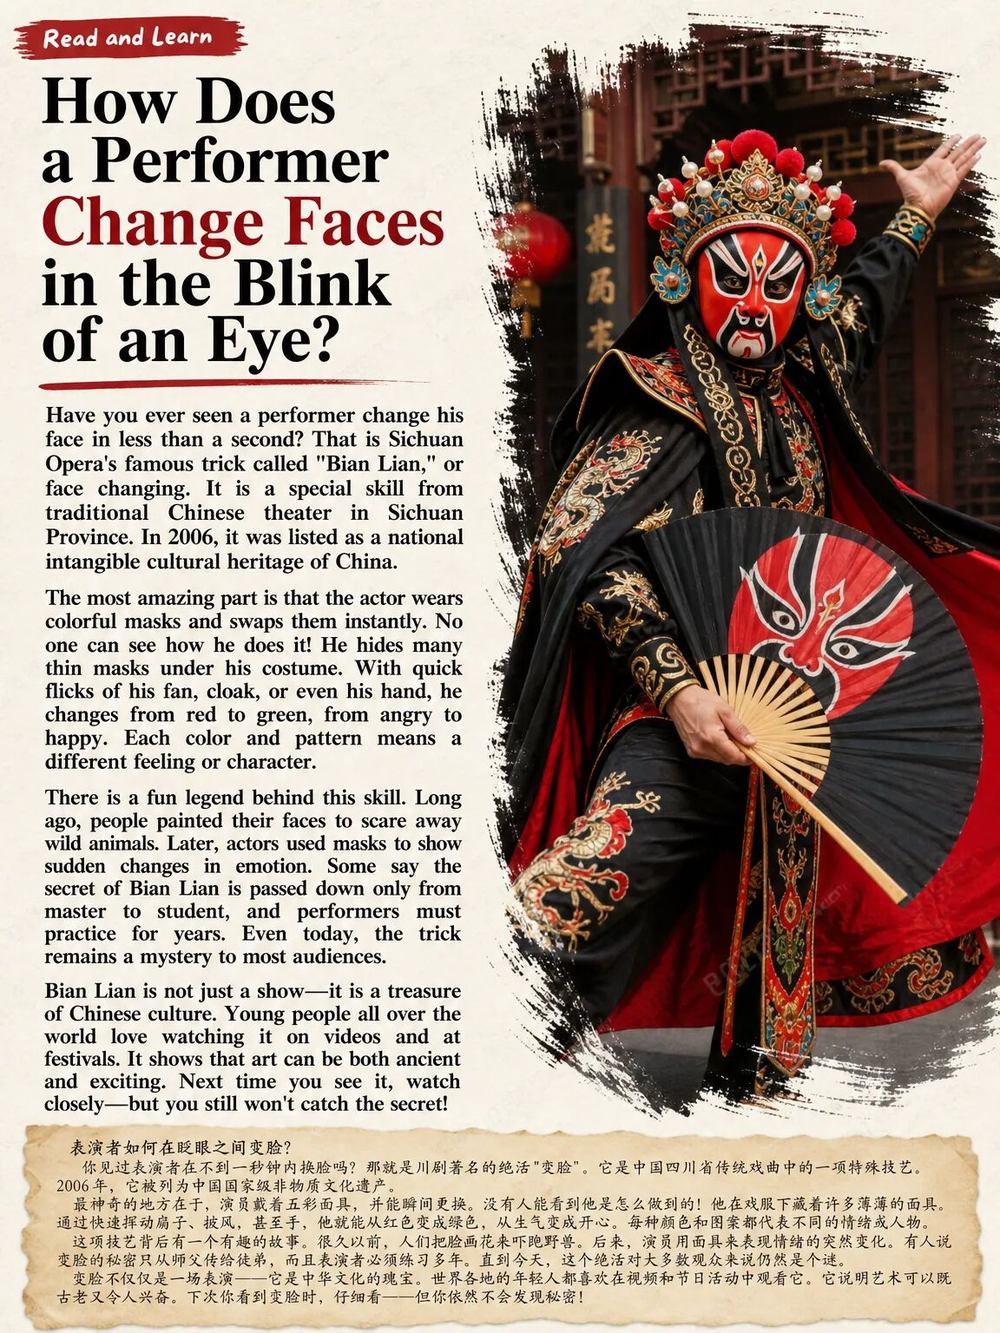 Read and Learn
How Does
a Performer
Change Faces
in the Blink
of an Eye?
Have you ever seen a performer change his
face in less than a second? That is Sichuan
Opera's famous trick called "Bian Lian," or
face changing. It is a special skill from
traditional Chinese theater in Sichuan
Province. In 2006, it was listed as a national
intangible cultural heritage of China.
The most amazing part is that the actor wears
colorful masks and swaps them instantly. No
one can see how he does it! He hides many
thin masks under his costume. With quick
flicks of his fan, cloak, or even his hand, he
changes from red to green, from angry to
happy. Each color and pattern means a
different feeling or character.
There is a fun legend behind this skill. Long
ago, people painted their faces to scare away
wild animals. Later, actors used masks to show
sudden changes in emotion. Some say the
secret of Bian Lian is passed down only from
master to student, and performers must
practice for years. Even today, the trick
remains a mystery to most audiences.
Bian Lian is not just a show—it is a treasure
of Chinese culture. Young people all over the
world love watching it on videos and at
festivals. It shows that art can be both ancient
and exciting. Next time you see it, watch
closely—but you still won't catch the secret!
表演者如何在眨眼之间变脸？
你见过表演者在不到一秒钟内换脸吗？那就是川剧著名的绝活"变脸"。它是中国四川省传统戏曲中的一项特殊技艺。
2006年，它被列为中国国家级非物质文化遗产。
最神奇的地方在于，演员戴着五彩面具，并能瞬间更换。没有人能看到他是怎么做到的！他在戏服下藏着许多薄薄的面具。
通过快速挥动扇子、披风，甚至手，他就能从红色变成绿色，从生气变成开心。每种颜色和图案都代表不同的情绪或人物。
这项技艺背后有一个有趣的故事。很久以前，人们把脸画花来吓跑野兽。后来，演员用面具来表现情绪的突然变化。有人说
变脸的秘密只从师父传给徒弟，而且表演者必须练习多年。直到今天，这个绝活对大多数观众来说仍然是个谜。
变脸不仅仅是一场表演——它是中华文化的瑰宝。世界各地的年轻人都喜欢在视频和节日活动中观看它。它说明艺术可以既
古老又令人兴奋。下次你看到变脸时，仔细看——但你依然不会发现秘密！